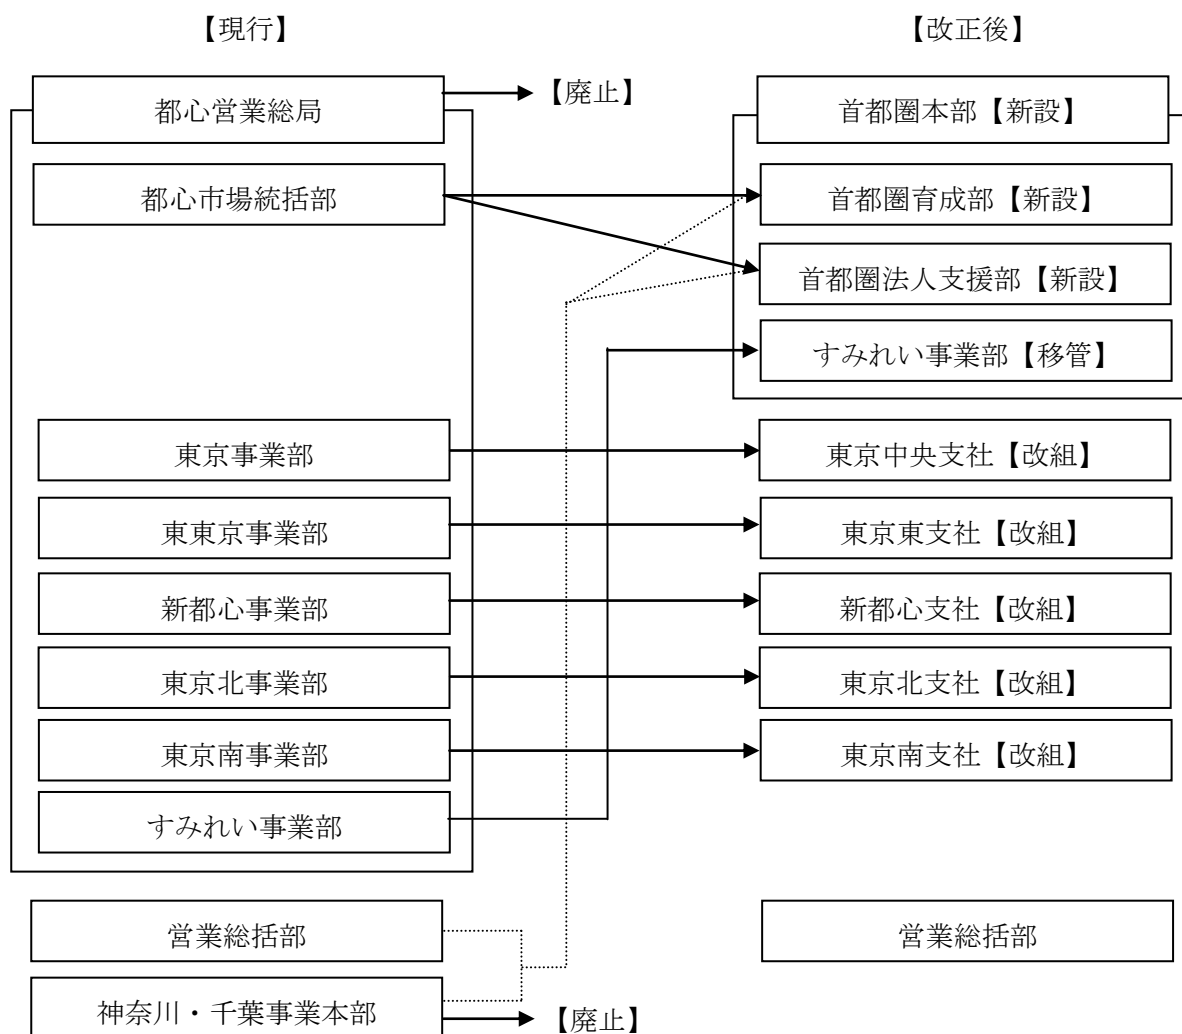 【現行】
【改正後】
都心営業総局
【廃止】
首都圏本部【新設】
都心市場統括部
首都圏育成部【新設】
首都圏法人支援部【新設】
すみれい事業部【移管】
東京事業部
東京中央支社【改組】
東東京事業部
東京東支社【改組】
新都心事業部
新都心支社【改組】
東京北事業部
東京北支社【改組】
東京南事業部
東京南支社【改組】
すみれい事業部
営業総括部
営業総括部
神奈川・千葉事業本部
【廃止】